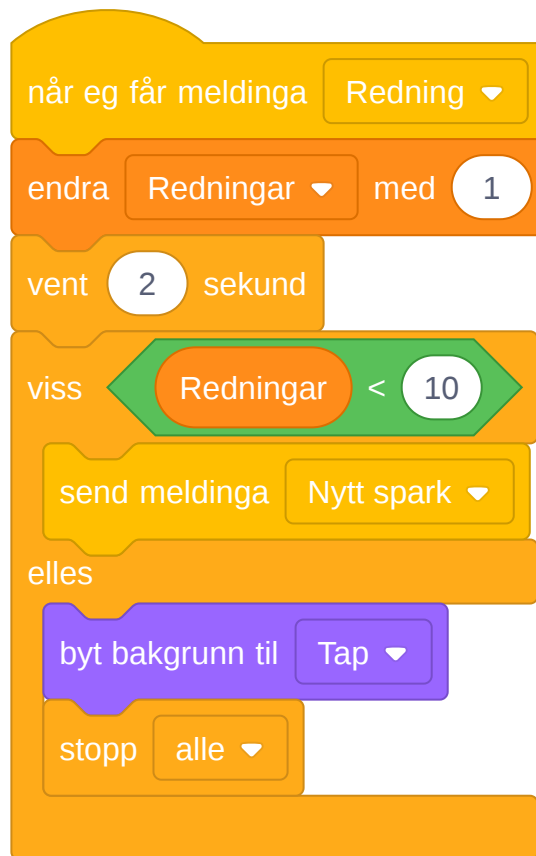 når eg får meldinga Redning
endra Redningar med 1
vent 2 sekund
viss Redningar < 10
send meldinga Nytt spark
elles
byt bakgrunn til Tap
stopp alle